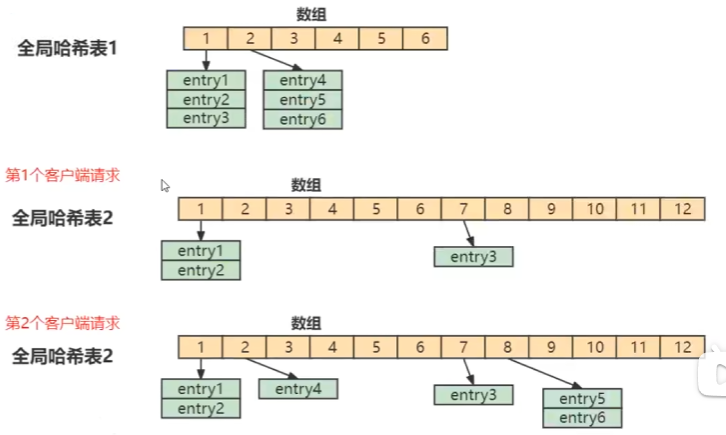 数组
全局哈希表1
1 2 3 4 5 6
entry1 entry4
entry2 entry5
entry3 entry6
第1个客户端请求
数组
全局哈希表2
1 2 3 4 5 6 7 8 9 10 11 12
entry1 entry3
entry2
第2个客户端请求
数组
全局哈希表2
1 2 3 4 5 6 7 8 9 10 11 12
entry1 entry4 entry3 entry5
entry2 entry6